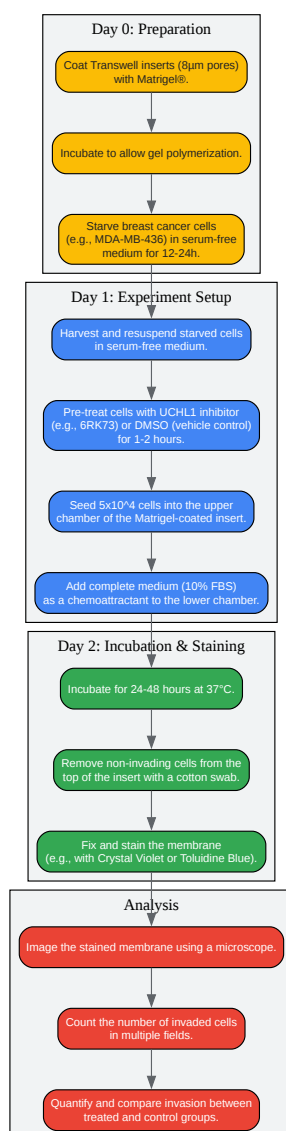 Day 0: Preparation
Coat Transwell inserts (8µm pores)
with Matrigel®.
Incubate to allow gel polymerization.
Starve breast cancer cells
(e.g., MDA-MB-436) in serum-free
medium for 12-24h.
Day 1: Experiment Setup
Harvest and resuspend starved cells
in serum-free medium.
Pre-treat cells with UCHL1 inhibitor
(e.g., 6RK73) or DMSO (vehicle control)
for 1-2 hours.
Seed 5x10^4 cells into the upper
chamber of the Matrigel-coated insert.
Add complete medium (10% FBS)
as a chemoattractant to the lower chamber.
Day 2: Incubation & Staining
Incubate for 24-48 hours at 37°C.
Remove non-invading cells from the
top of the insert with a cotton swab.
Fix and stain the membrane
(e.g., with Crystal Violet or Toluidine Blue).
Analysis
Image the stained membrane using a microscope.
Count the number of invaded cells
in multiple fields.
Quantify and compare invasion between
treated and control groups.